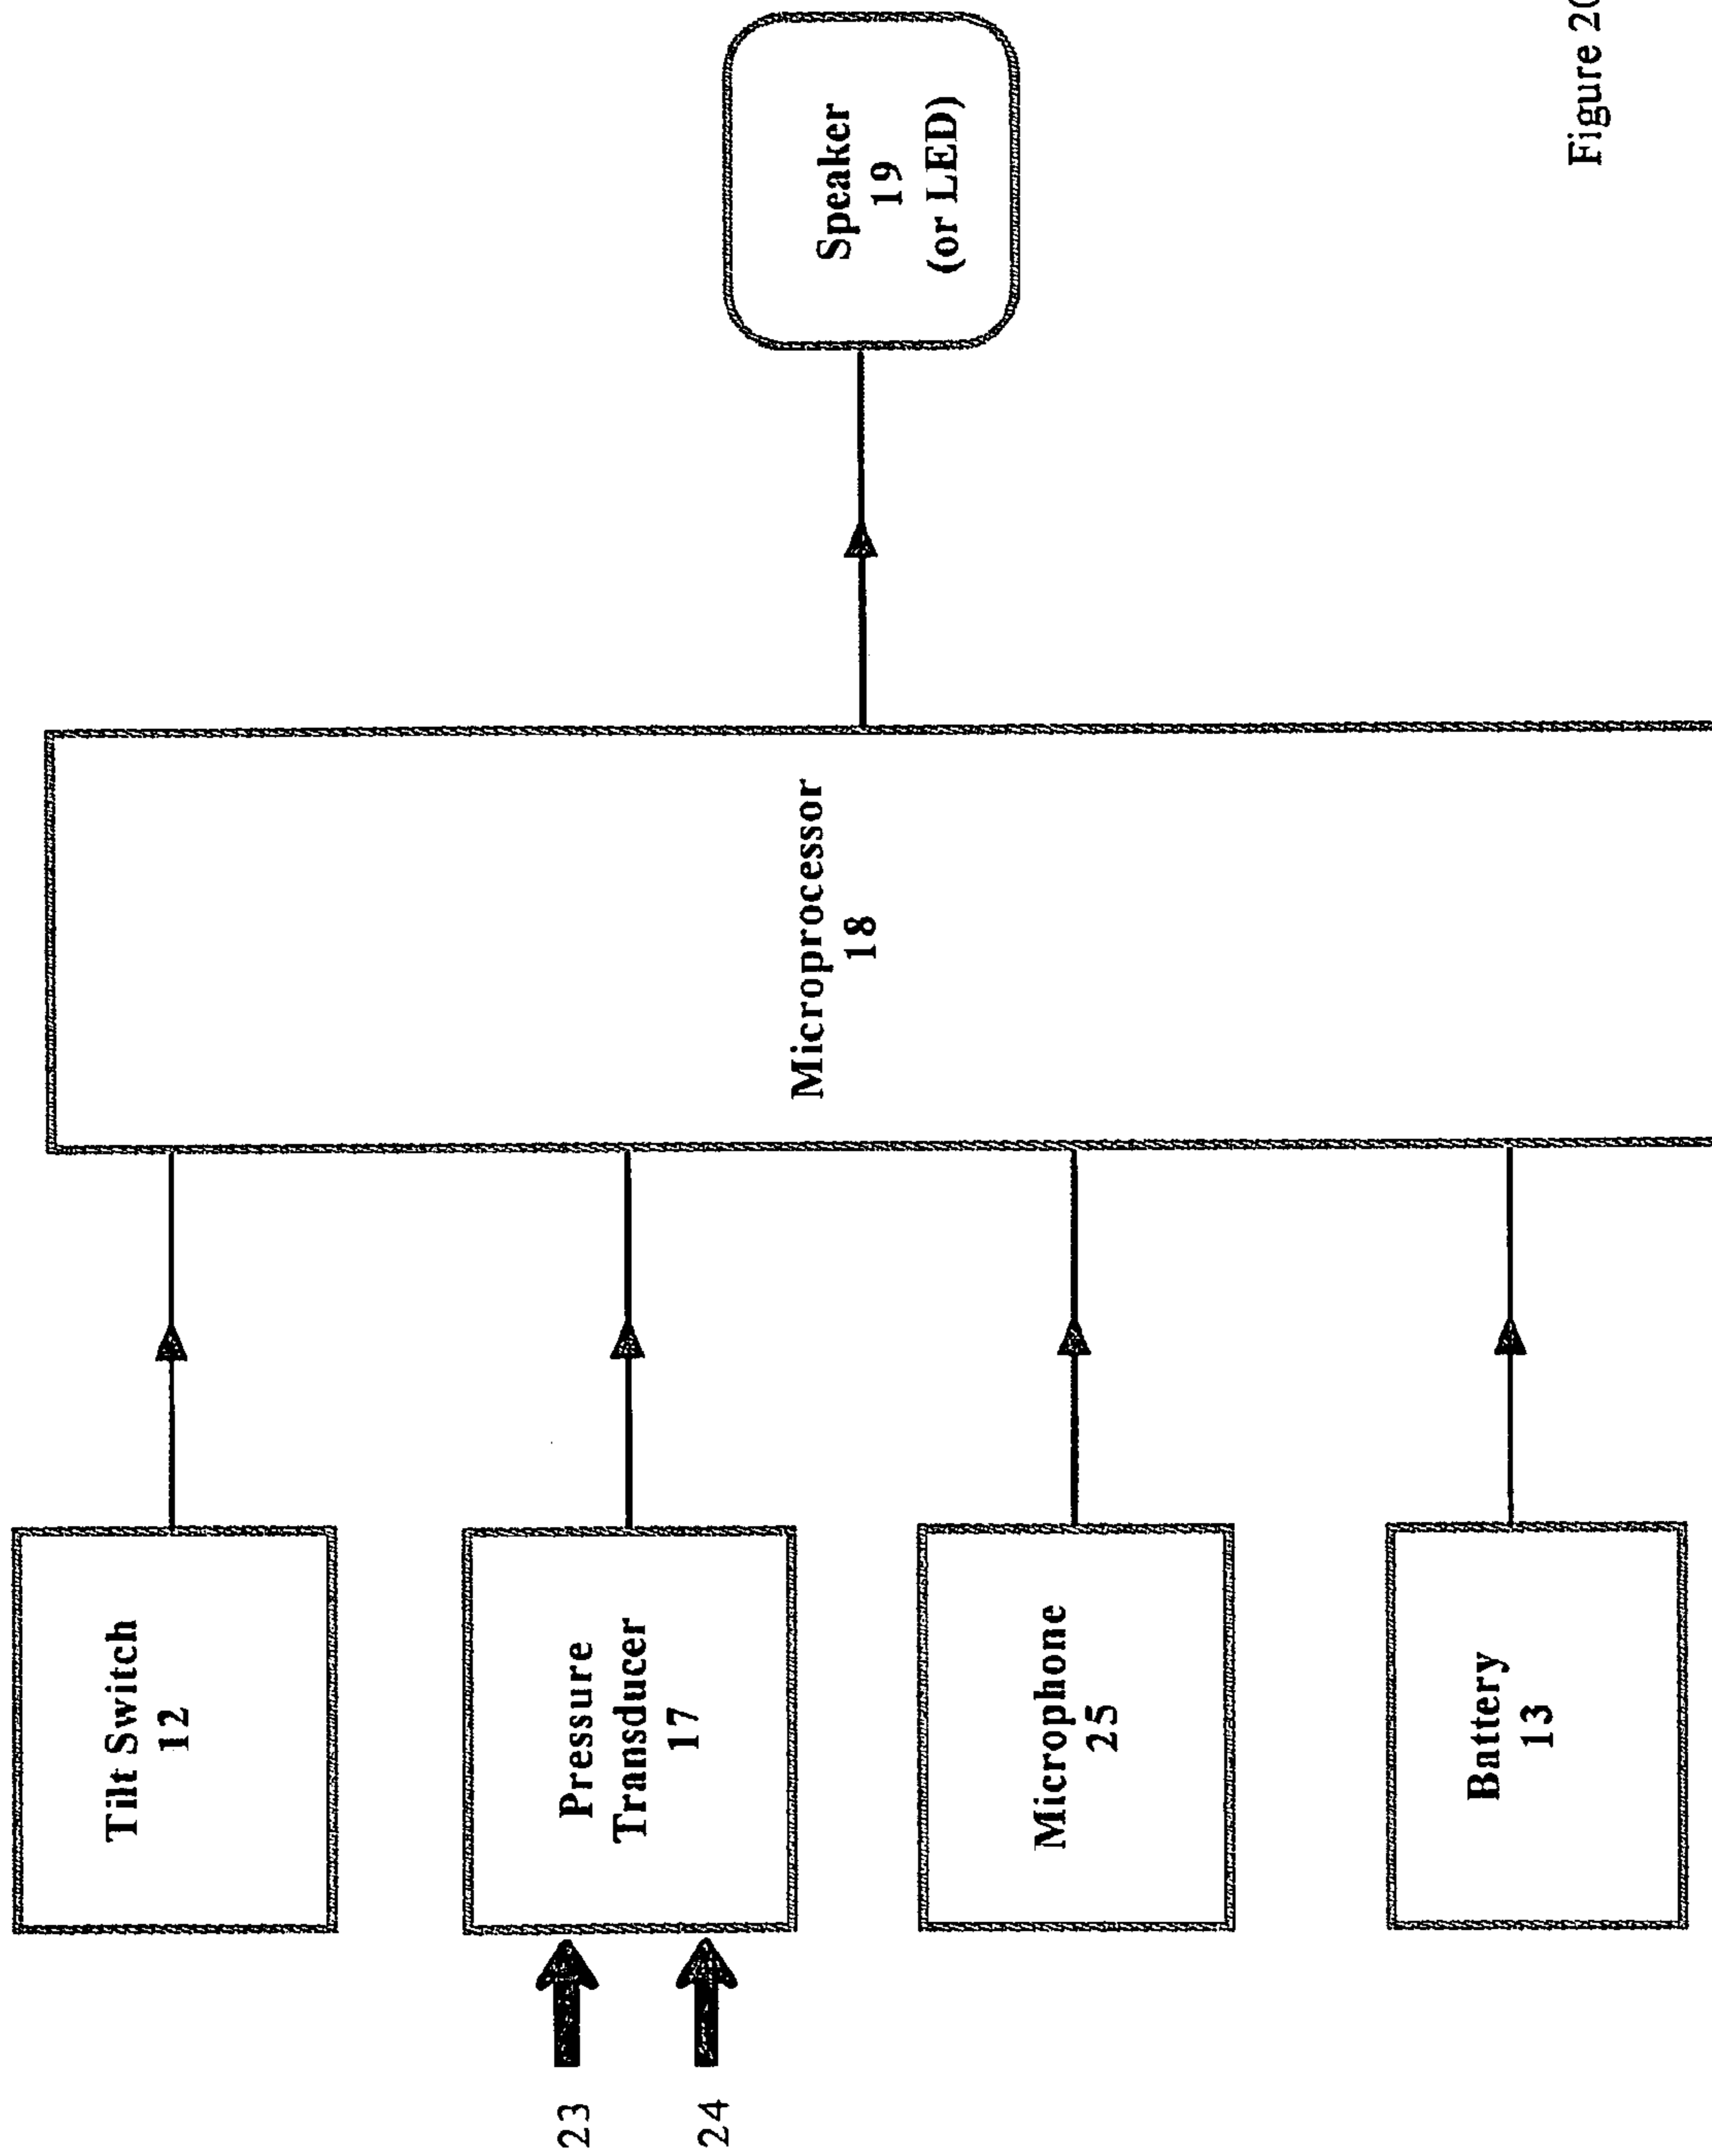 Tilt Switch
12
23
24
Pressure
Transducer
17
Microphone
25
Battery
13
Microprocessor
18
Speaker
19
(or LED)
Figure